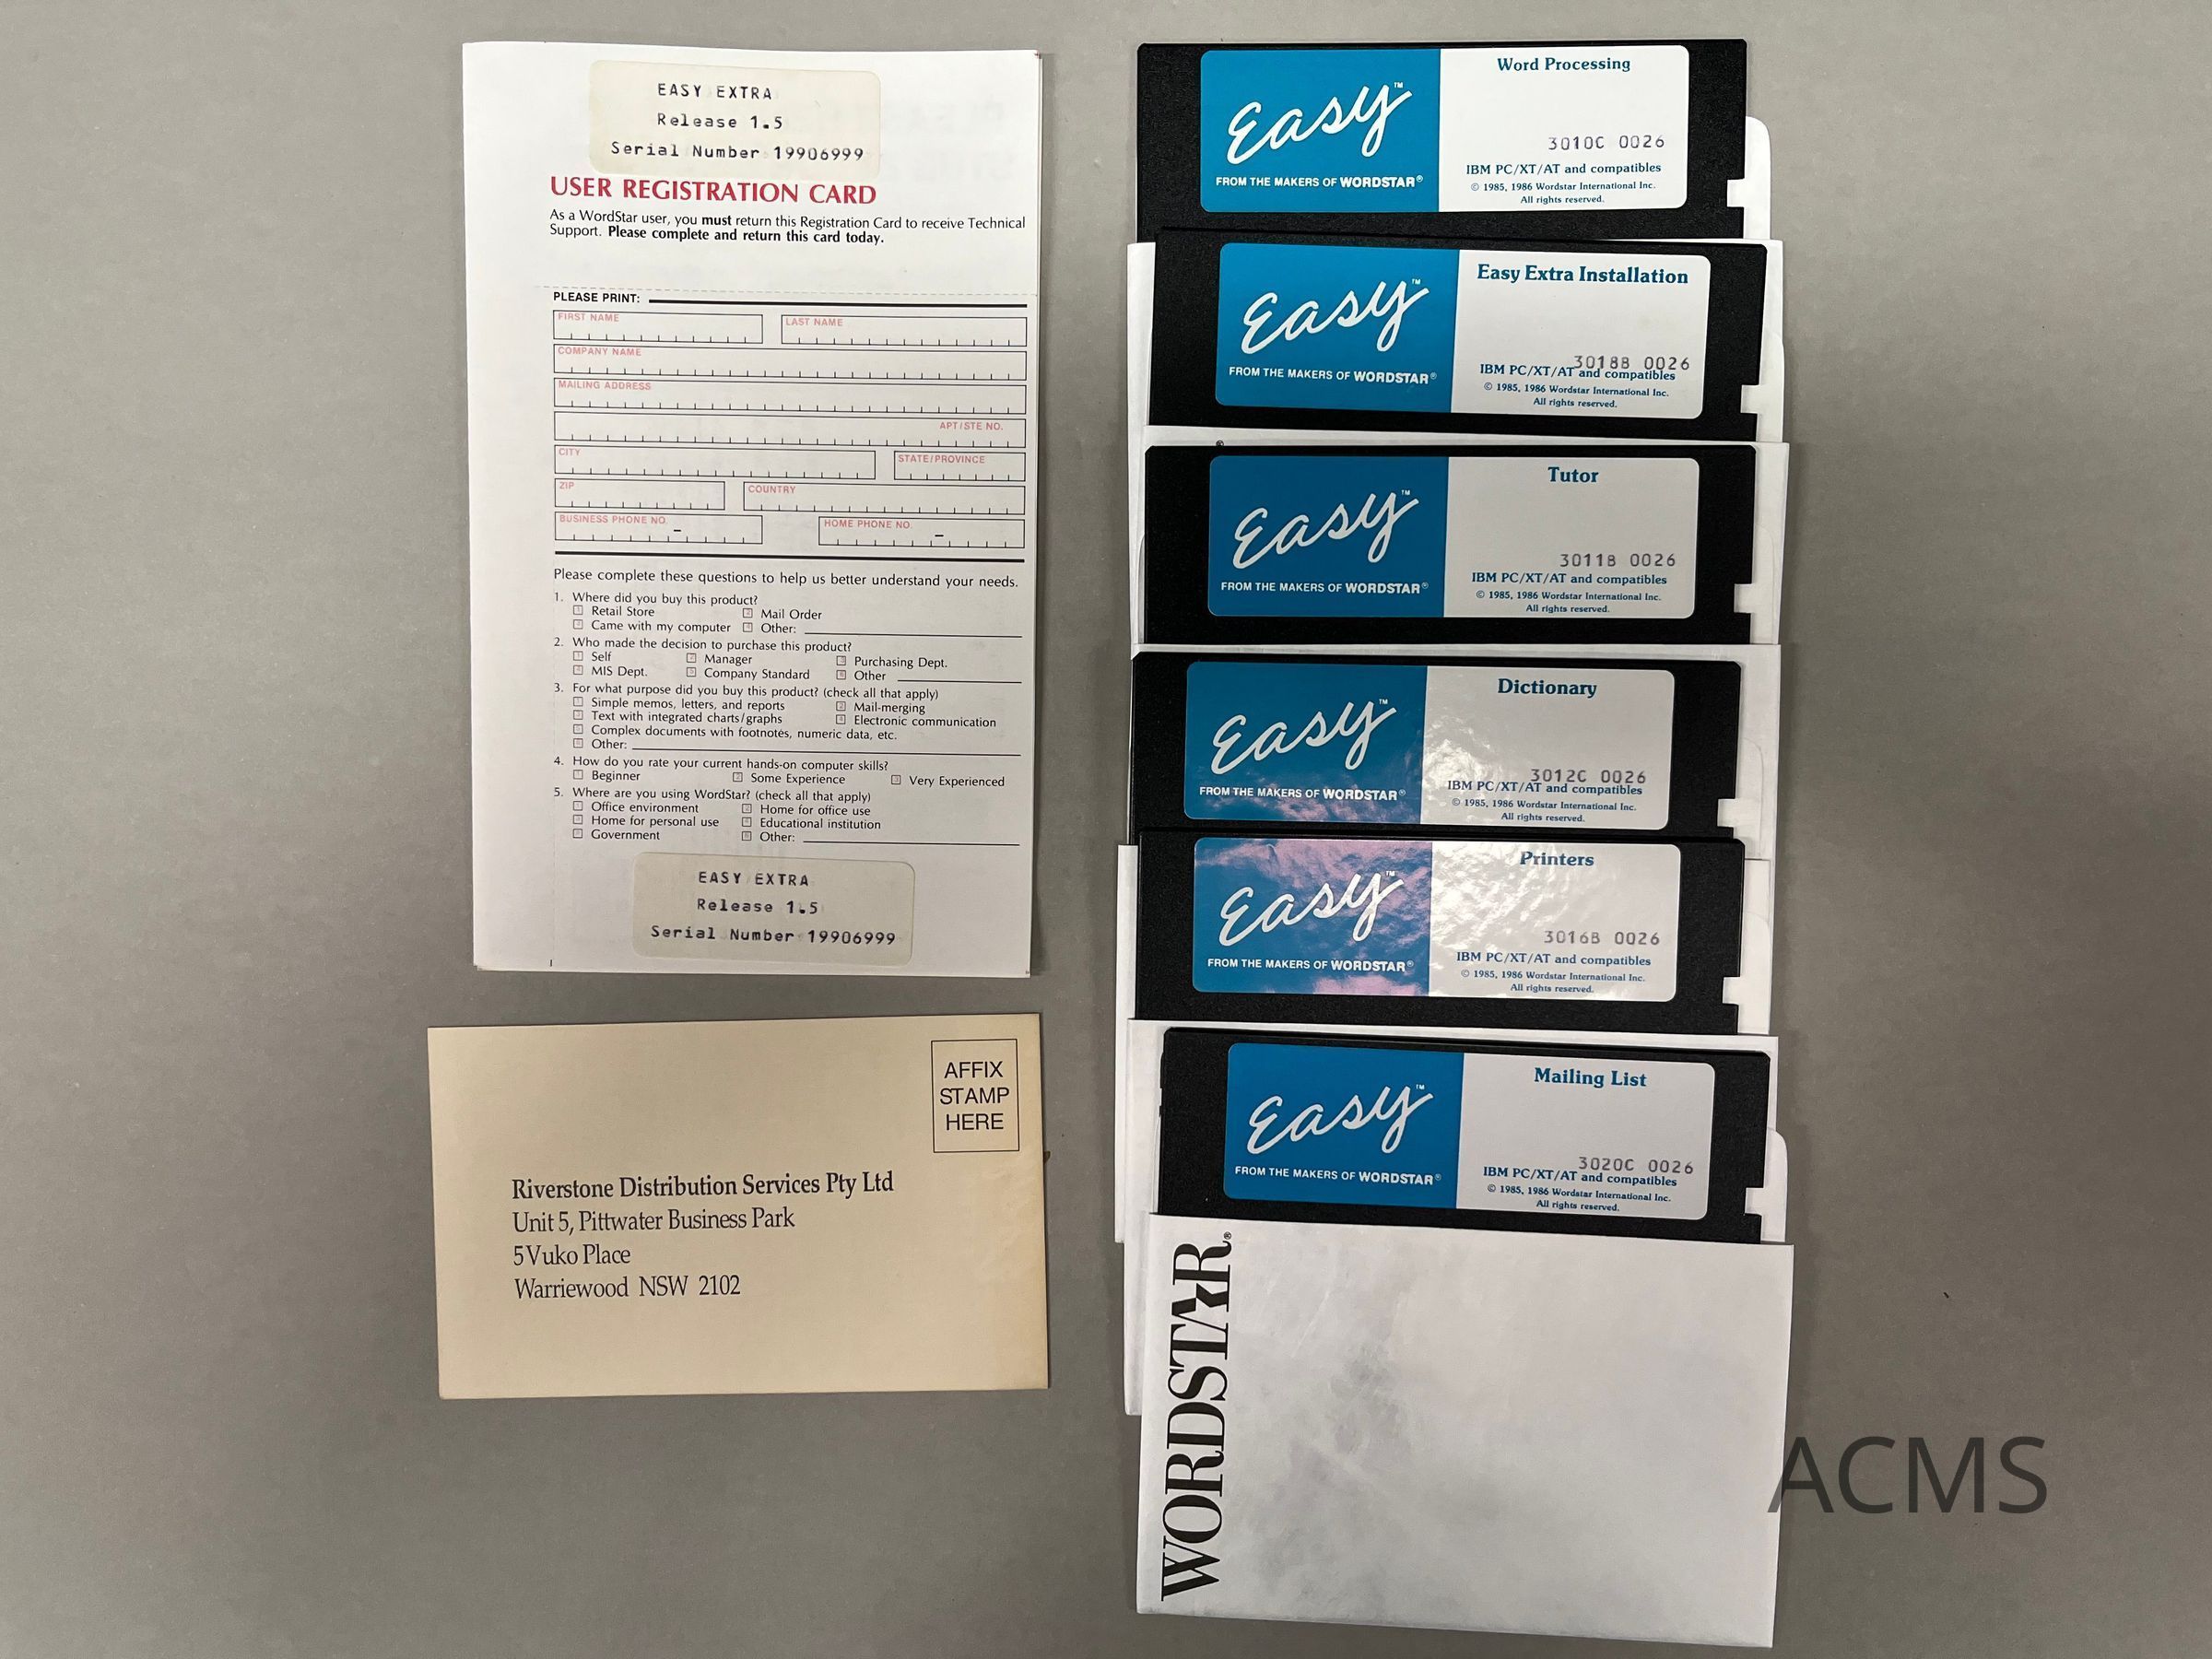 EASY EXTRA
Release 1.5
Serial Number 19906999
USER REGISTRATION CARD
As a WordStar user, you must return this Registration Card to receive Technical
Support. Please complete and return this card today.
PLEASE PRINT:
FIRST NAME
LAST NAME
COMPANY NAME
MAILING ADDRESS
APT/STE NO.
CITY
STATE/PROVINCE
ZIP
COUNTRY
BUSINESS PHONE NO.
HOME PHONE NO.
Please complete these questions to help us better understand your needs.
1. Where did you buy this product?
Retail Store Mail Order
Came with my computer Other:
2. Who made the decision to purchase this product?
Self Manager Purchasing Dept.
MIS Dept. Company Standard Other
3. For what purpose did you buy this product? (check all that apply)
Simple memos, letters, and reports Mail-merging
Text with integrated charts/graphs Electronic communication
Complex documents with footnotes, numeric data, etc.
Other:
4. How do you rate your current hands-on computer skills?
Beginner Some Experience Very Experienced
5. Where are you using WordStar? (check all that apply)
Office environment Home for office use
Home for personal use Educational institution
Government Other:
EASY EXTRA
Release 1.5
Serial Number 19906999
AFFIX
STAMP
HERE
Riverstone Distribution Services Pty Ltd
Unit 5, Pittwater Business Park
5 Vuko Place
Warriewood NSW 2102
Easy™
FROM THE MAKERS OF WORDSTAR®
Word Processing
3010C 0026
IBM PC/XT/AT and compatibles
© 1985, 1986 Wordstar International Inc.
All rights reserved.
Easy™
FROM THE MAKERS OF WORDSTAR®
Easy Extra Installation
3018B 0026
IBM PC/XT/AT and compatibles
© 1985, 1986 Wordstar International Inc.
All rights reserved.
Easy™
FROM THE MAKERS OF WORDSTAR®
Tutor
3011B 0026
IBM PC/XT/AT and compatibles
© 1985, 1986 Wordstar International Inc.
All rights reserved.
Easy™
FROM THE MAKERS OF WORDSTAR®
Dictionary
3012C 0026
IBM PC/XT/AT and compatibles
© 1985, 1986 Wordstar International Inc.
All rights reserved.
Easy™
FROM THE MAKERS OF WORDSTAR®
Printers
3016B 0026
IBM PC/XT/AT and compatibles
© 1985, 1986 Wordstar International Inc.
All rights reserved.
Easy™
FROM THE MAKERS OF WORDSTAR®
Mailing List
3020C 0026
IBM PC/XT/AT and compatibles
© 1985, 1986 Wordstar International Inc.
All rights reserved.
WORDSTAR®
ACMS